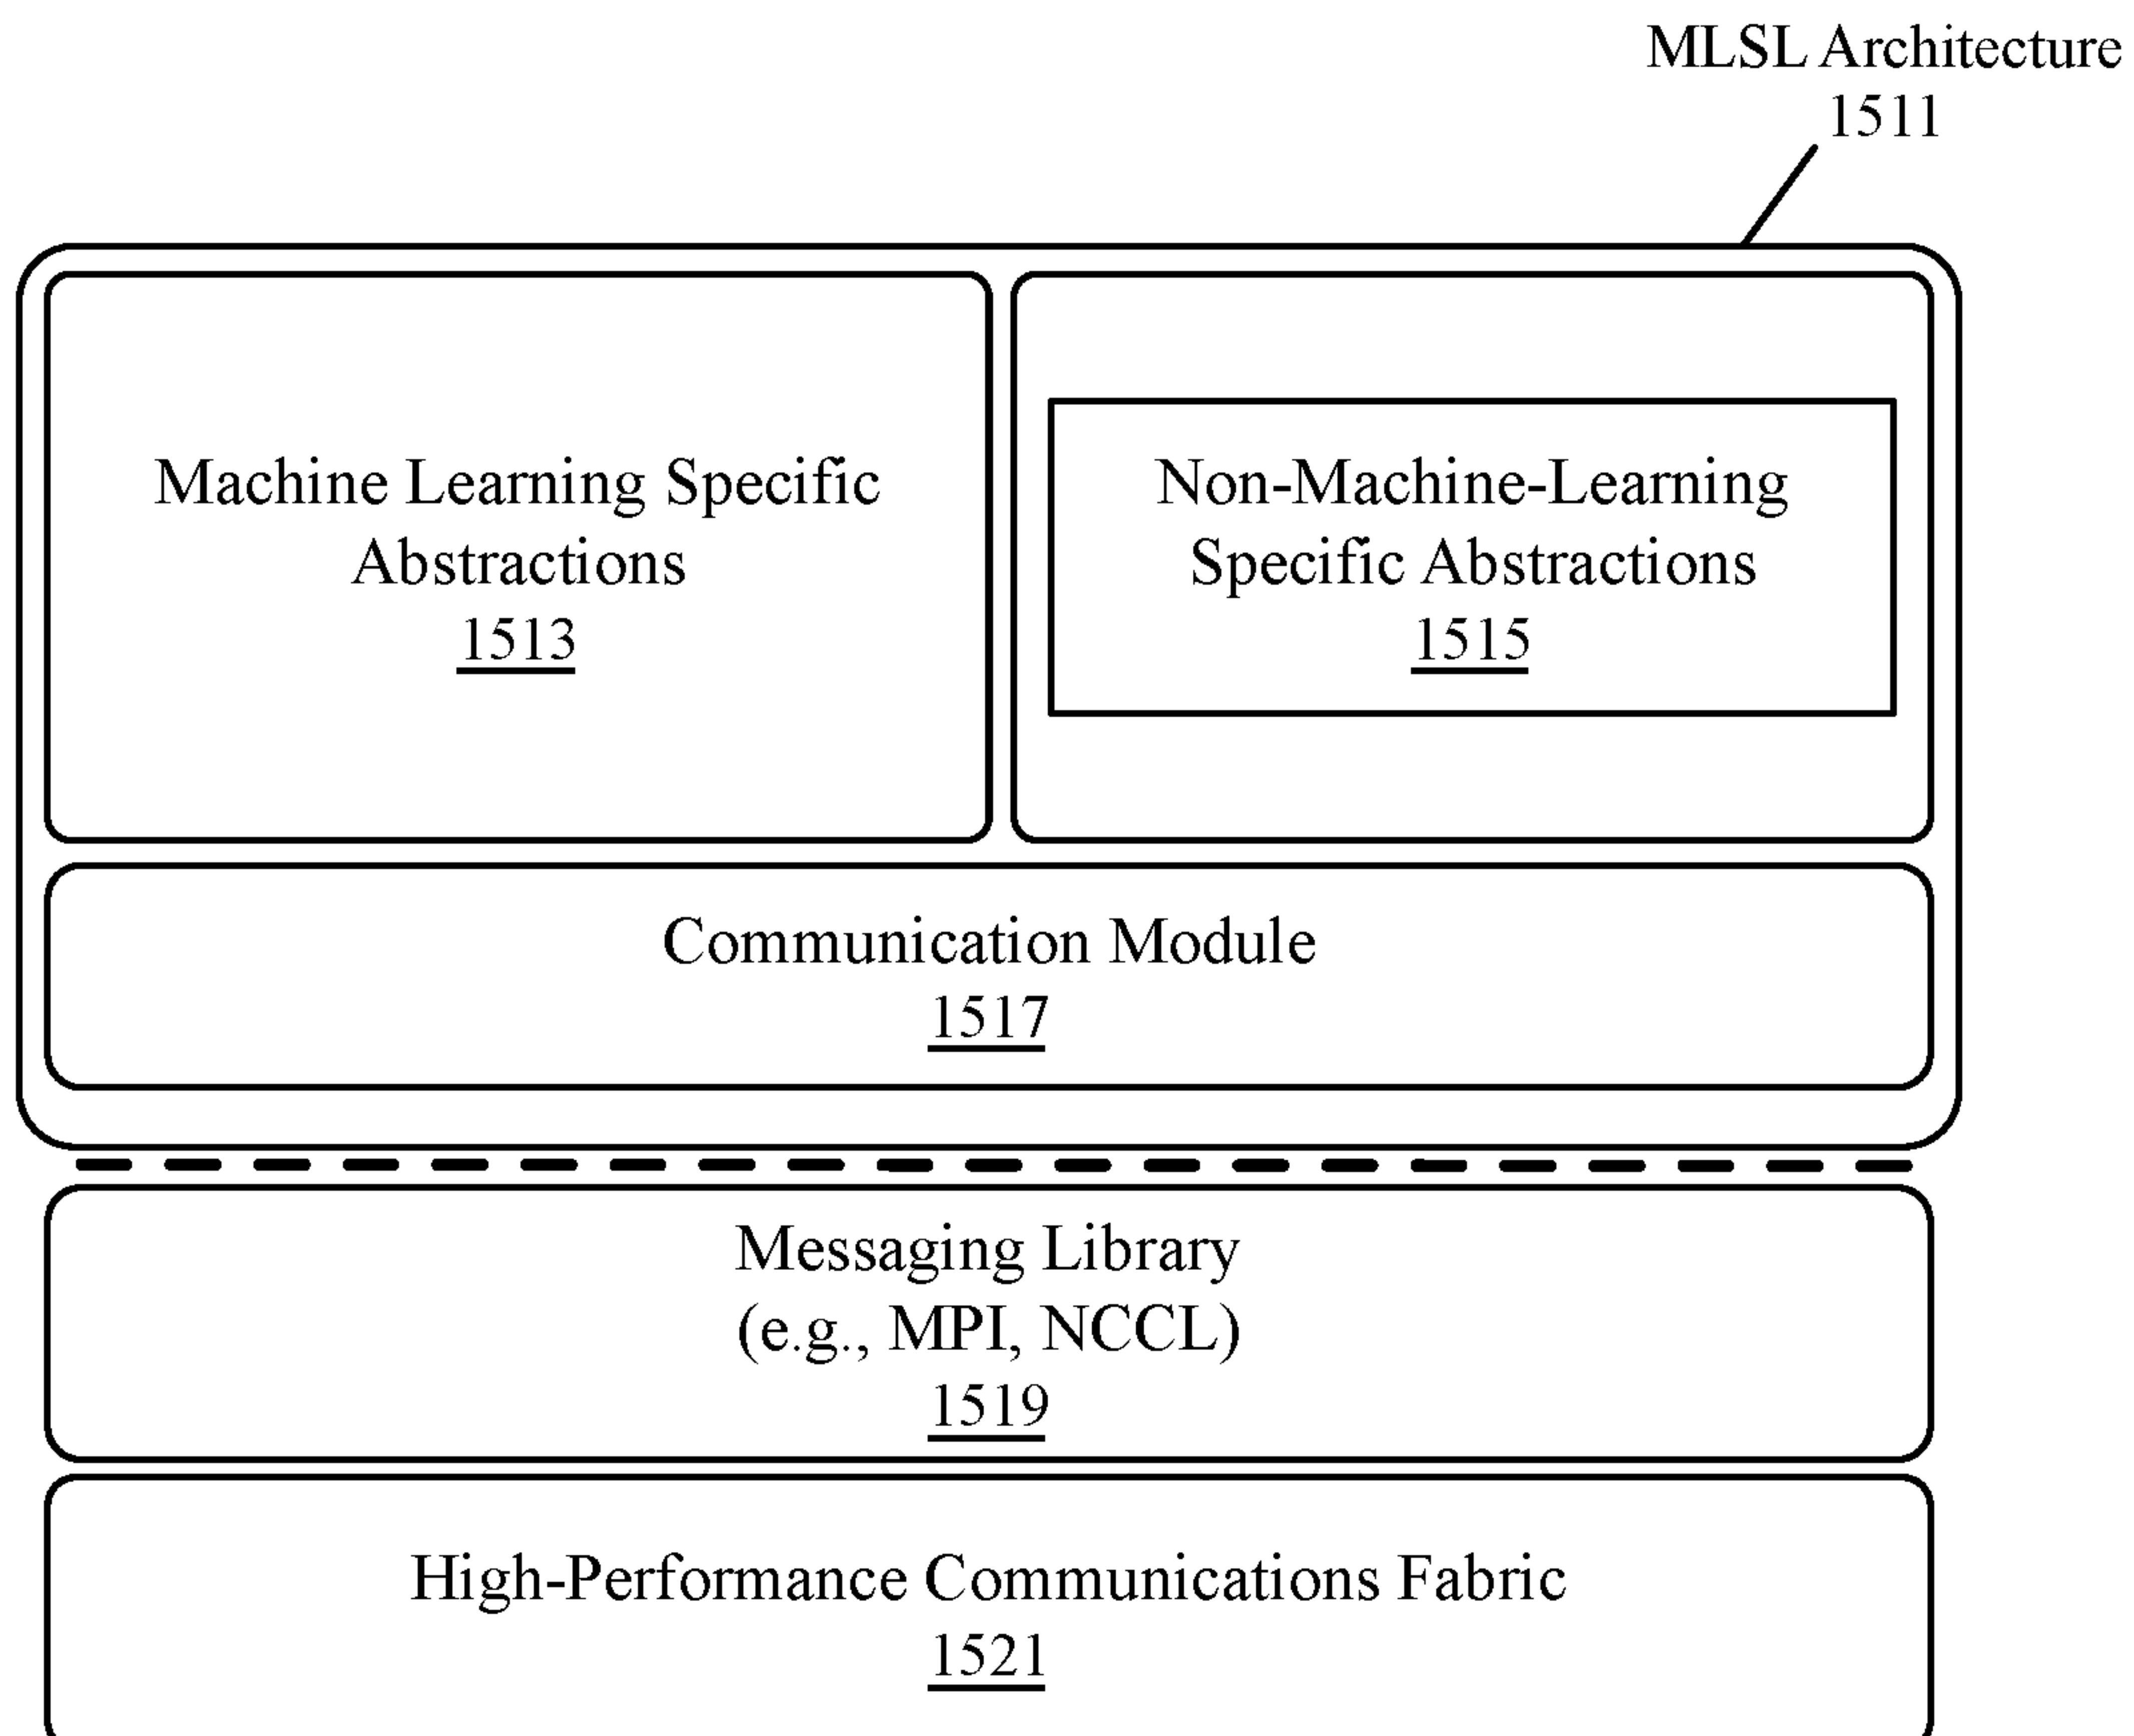 MLSL Architecture
1511
Machine Learning Specific
Abstractions
1513
Non-Machine-Learning
Specific Abstractions
1515
Communication Module
1517
Messaging Library
(e.g., MPI, NCCL)
1519
High-Performance Communications Fabric
1521